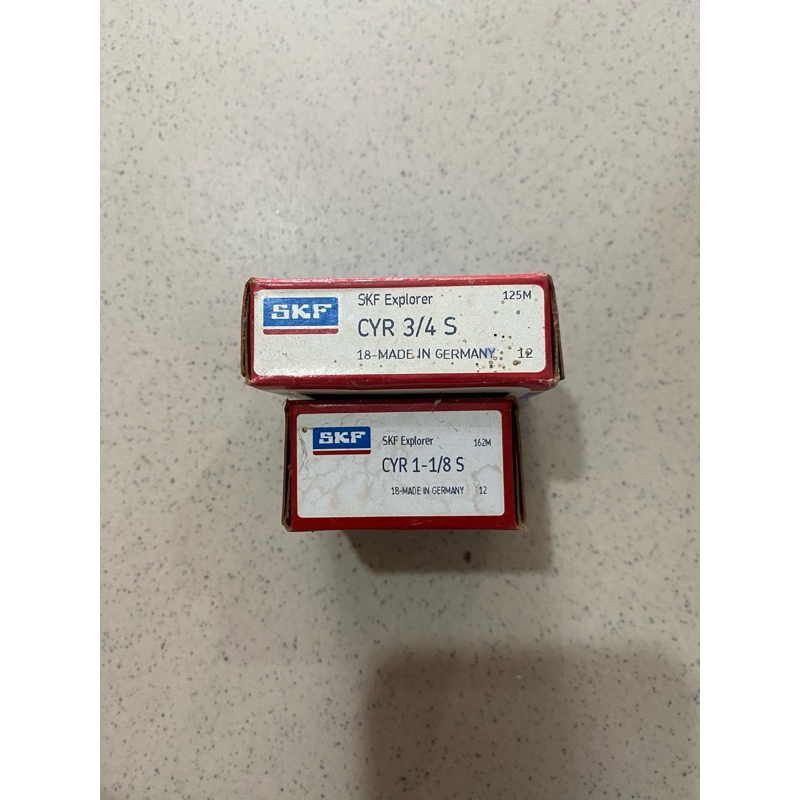 SKF
SKF Explorer 125M
CYR 3/4 S
18-MADE IN GERMANY 12
SKF
SKF Explorer 162M
CYR 1-1/8 S
18-MADE IN GERMANY 12